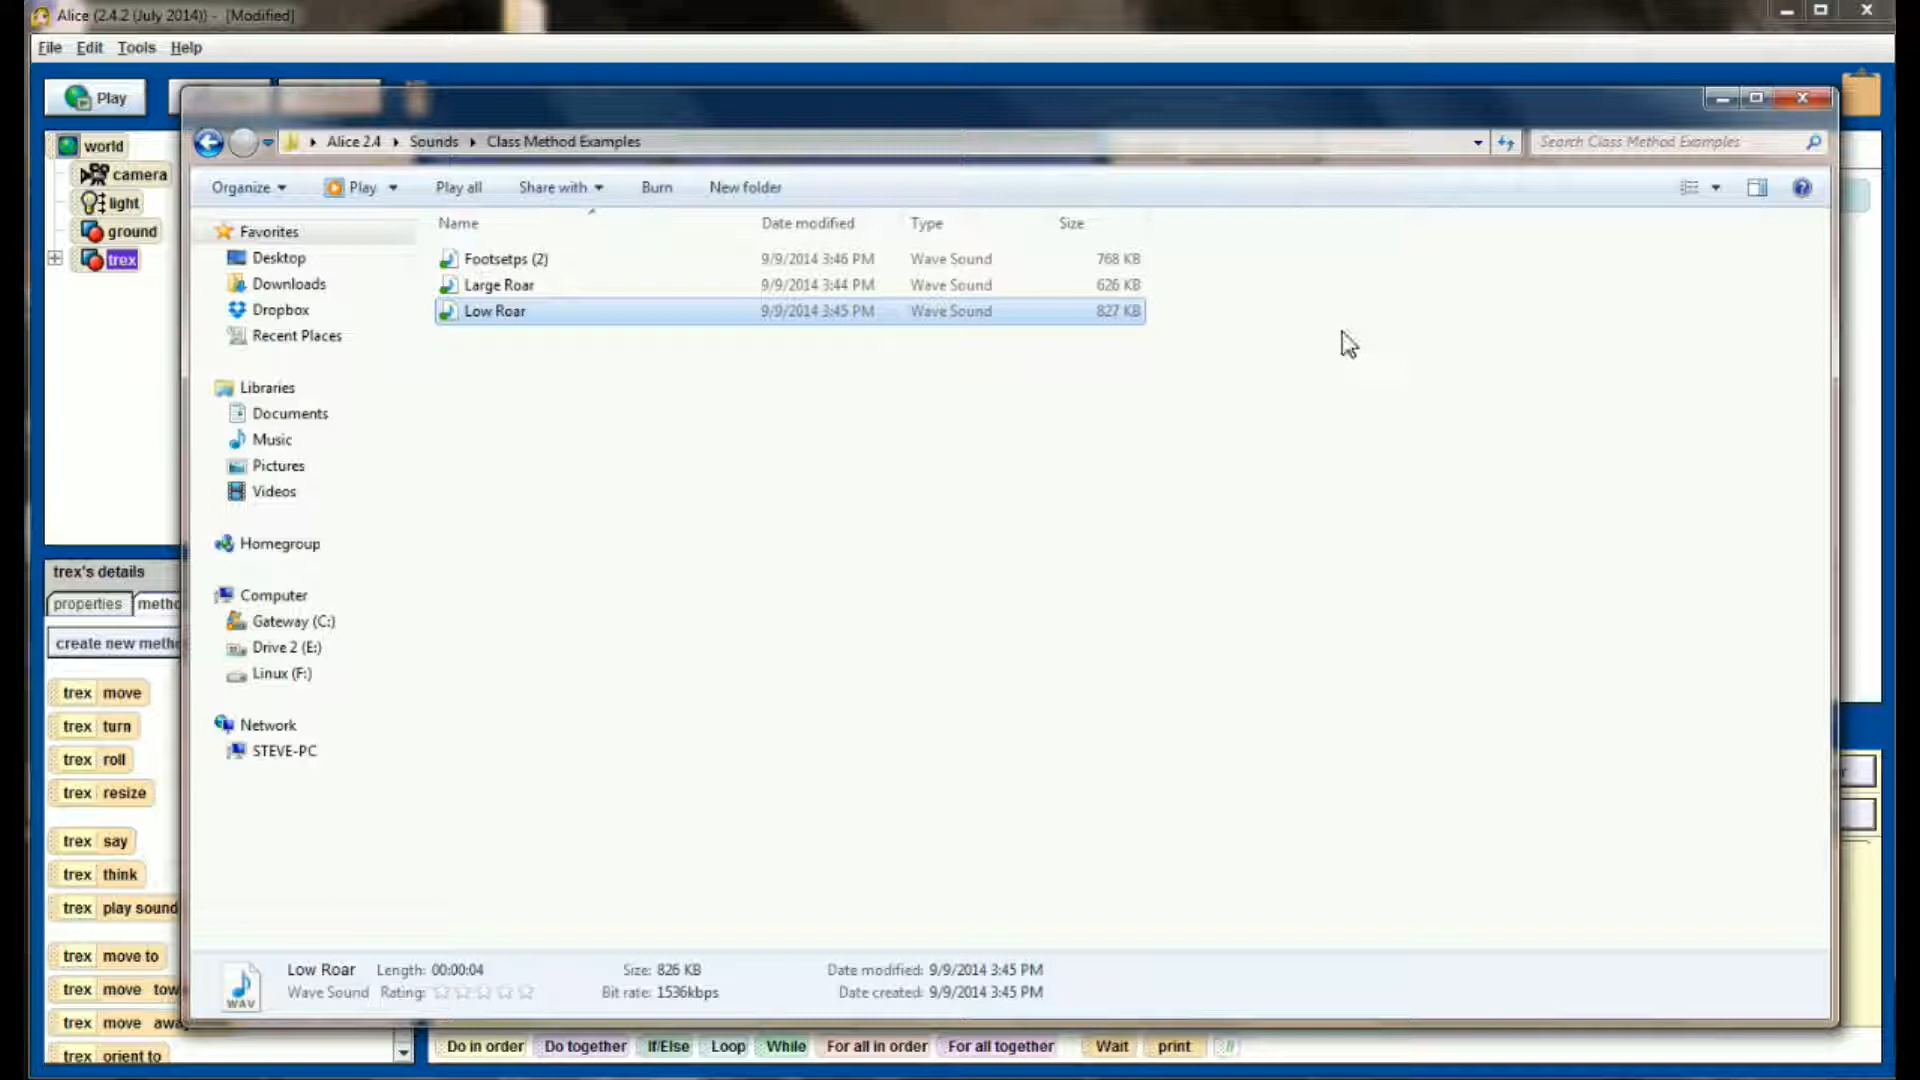 Alice (2.4.2 (July 2014)) - [Modified]
File Edit Tools Help
Play
Alice 2.4 Sounds Class Method Examples
Search Class Method Examples
Organize Play Play all Share with Burn New folder
world
camera
light
ground
trex
Favorites
Desktop
Downloads
Dropbox
Recent Places
Libraries
Documents
Music
Pictures
Videos
Homegroup
Computer
Gateway (C:)
Drive 2 (E:)
Linux (F:)
Network
STEVE-PC
Name Date modified Type Size
Footsetps (2) 9/9/2014 3:46 PM Wave Sound 768 KB
Large Roar 9/9/2014 3:44 PM Wave Sound 626 KB
Low Roar 9/9/2014 3:45 PM Wave Sound 827 KB
trex's details
properties metho
create new meth
trex move
trex turn
trex roll
trex resize
trex say
trex think
trex play sound
trex move to
trex move tow
trex move awa
trex orient to
WAV
Low Roar Length: 00:00:04 Size: 826 KB Date modified: 9/9/2014 3:45 PM
Wave Sound Rating: Bit rate: 1536kbps Date created: 9/9/2014 3:45 PM
Do in order Do together If/Else Loop While For all in order For all together Wait print //